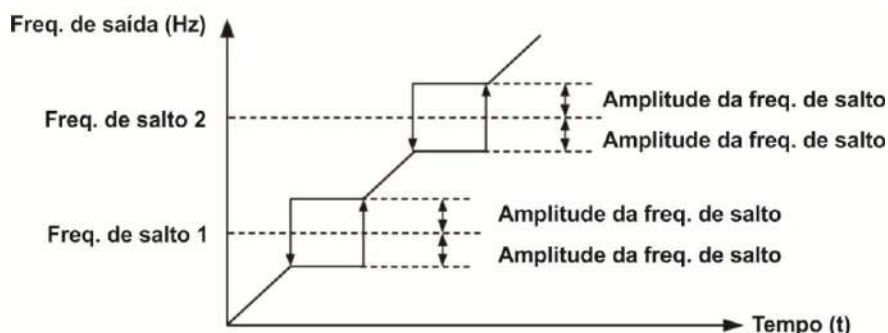 Freq. de saída (Hz)
Amplitude da freq. de salto
Freq. de salto 2
Amplitude da freq. de salto
Amplitude da freq. de salto
Freq. de salto 1
Amplitude da freq. de salto
Tempo (t)